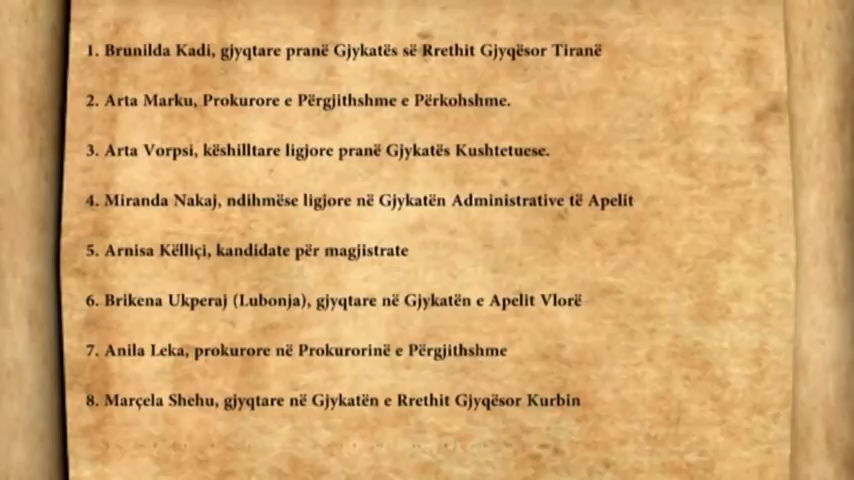 1. Brunilda Kadi, gjyqtare pranë Gjykatës së Rrethit Gjyqësor Tiranë
2. Arta Marku, Prokurore e Përgjithshme e Përkohshme.
3. Arta Vorpsi, këshilltare ligjore pranë Gjykatës Kushtetuese.
4. Miranda Nakaj, ndihmëse ligjore në Gjykatën Administrative të Apelit
5. Arnisa Këlliçi, kandidate për magjistrate
6. Brikena Ukperaj (Lubonja), gjyqtare në Gjykatën e Apelit Vlorë
7. Anila Leka, prokurore në Prokurorinë e Përgjithshme
8. Marçela Shehu, gjyqtare në Gjykatën e Rrethit Gjyqësor Kurbin